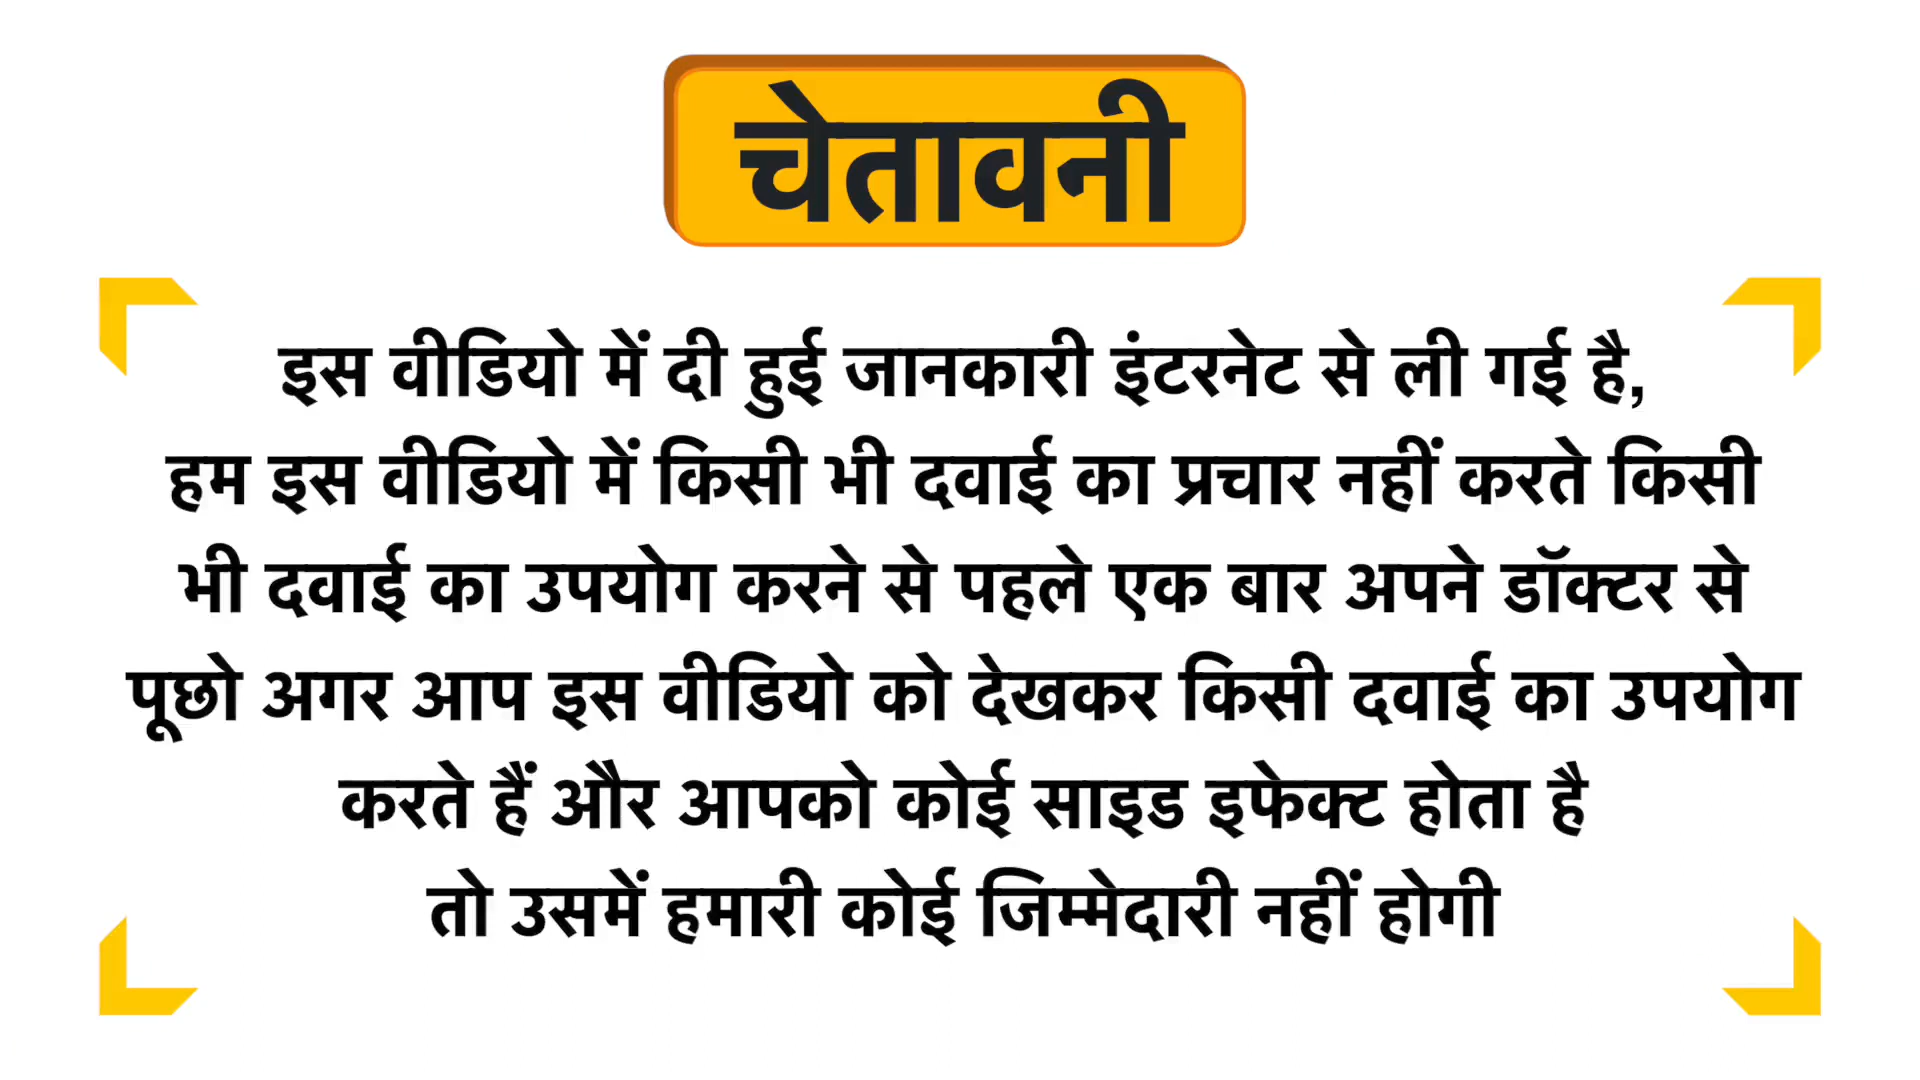 चेतावनी
इस वीडियो में दी हुई जानकारी इंटरनेट से ली गई है,
हम इस वीडियो में किसी भी दवाई का प्रचार नहीं करते किसी
भी दवाई का उपयोग करने से पहले एक बार अपने डॉक्टर से
पूछो अगर आप इस वीडियो को देखकर किसी दवाई का उपयोग
करते हैं और आपको कोई साइड इफेक्ट होता है
तो उसमें हमारी कोई जिम्मेदारी नहीं होगी